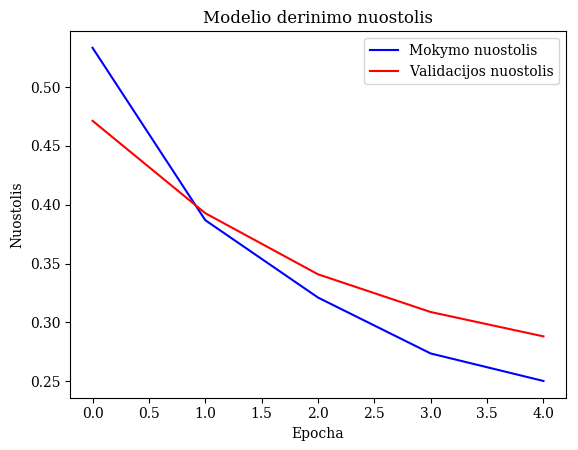 Modelio derinimo nuostolis
Mokymo nuostolis
Validacijos nuostolis
Nuostolis
0.50
0.45
0.40
0.35
0.30
0.25
0.0 0.5 1.0 1.5 2.0 2.5 3.0 3.5 4.0
Epocha